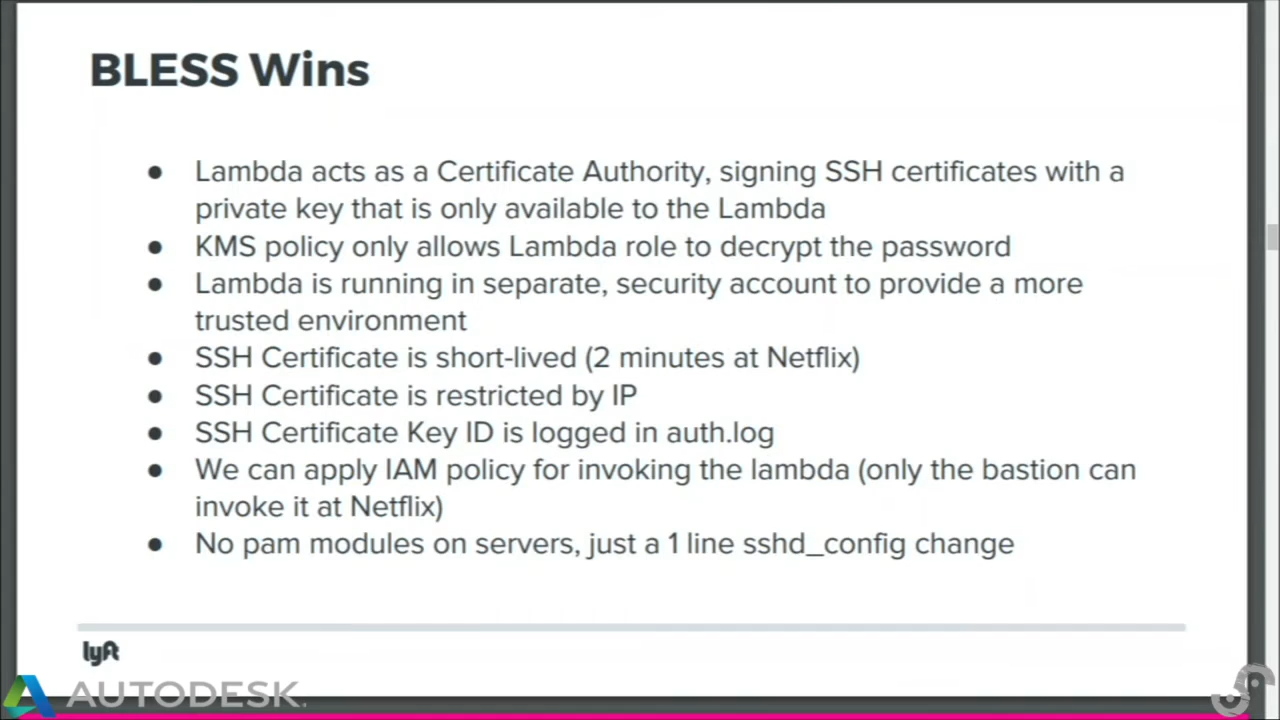 BLESS Wins
● Lambda acts as a Certificate Authority, signing SSH certificates with a
private key that is only available to the Lambda
● KMS policy only allows Lambda role to decrypt the password
● Lambda is running in separate, security account to provide a more
trusted environment
● SSH Certificate is short-lived (2 minutes at Netflix)
● SSH Certificate is restricted by IP
● SSH Certificate Key ID is logged in auth.log
● We can apply IAM policy for invoking the lambda (only the bastion can
invoke it at Netflix)
● No pam modules on servers, just a 1 line sshd_config change
lyft
AUTODESK.